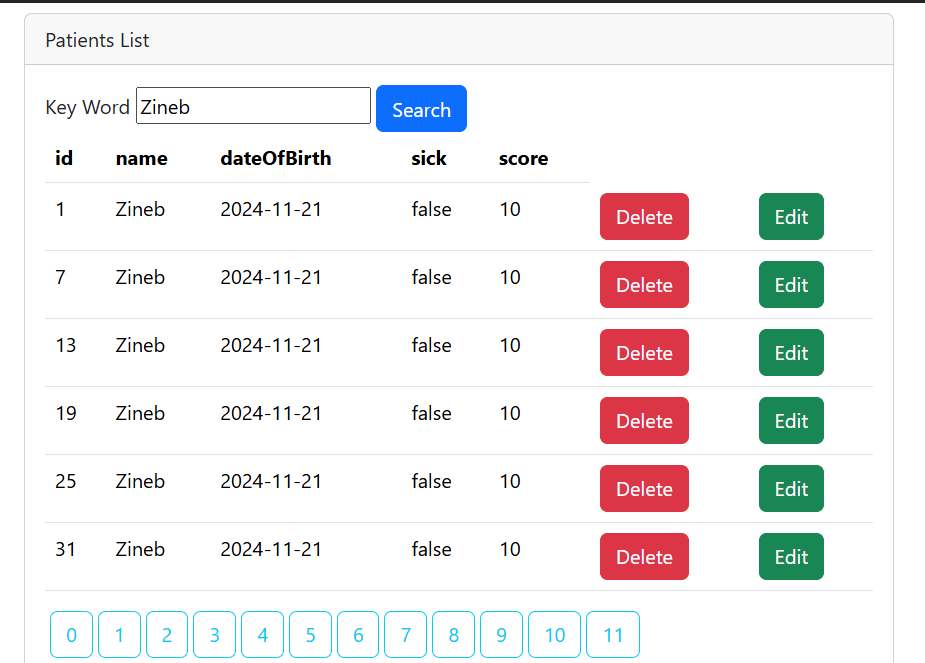 Patients List
Key Word Zineb Search
id name dateOfBirth sick score
1 Zineb 2024-11-21 false 10 Delete Edit
7 Zineb 2024-11-21 false 10 Delete Edit
13 Zineb 2024-11-21 false 10 Delete Edit
19 Zineb 2024-11-21 false 10 Delete Edit
25 Zineb 2024-11-21 false 10 Delete Edit
31 Zineb 2024-11-21 false 10 Delete Edit
0 1 2 3 4 5 6 7 8 9 10 11